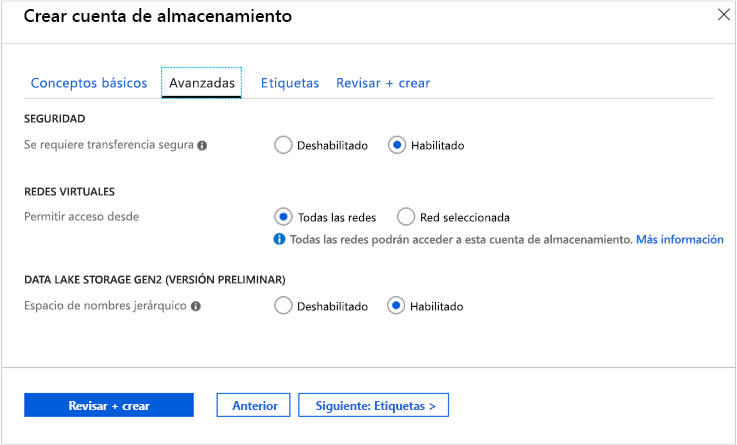 Crear cuenta de almacenamiento
Conceptos básicos Avanzadas Etiquetas Revisar + crear
SEGURIDAD
Se requiere transferencia segura Deshabilitado Habilitado
REDES VIRTUALES
Permitir acceso desde Todas las redes Red seleccionada
Todas las redes podrán acceder a esta cuenta de almacenamiento. Más información
DATA LAKE STORAGE GEN2 (VERSIÓN PRELIMINAR)
Espacio de nombres jerárquico Deshabilitado Habilitado
Revisar + crear Anterior Siguiente: Etiquetas >